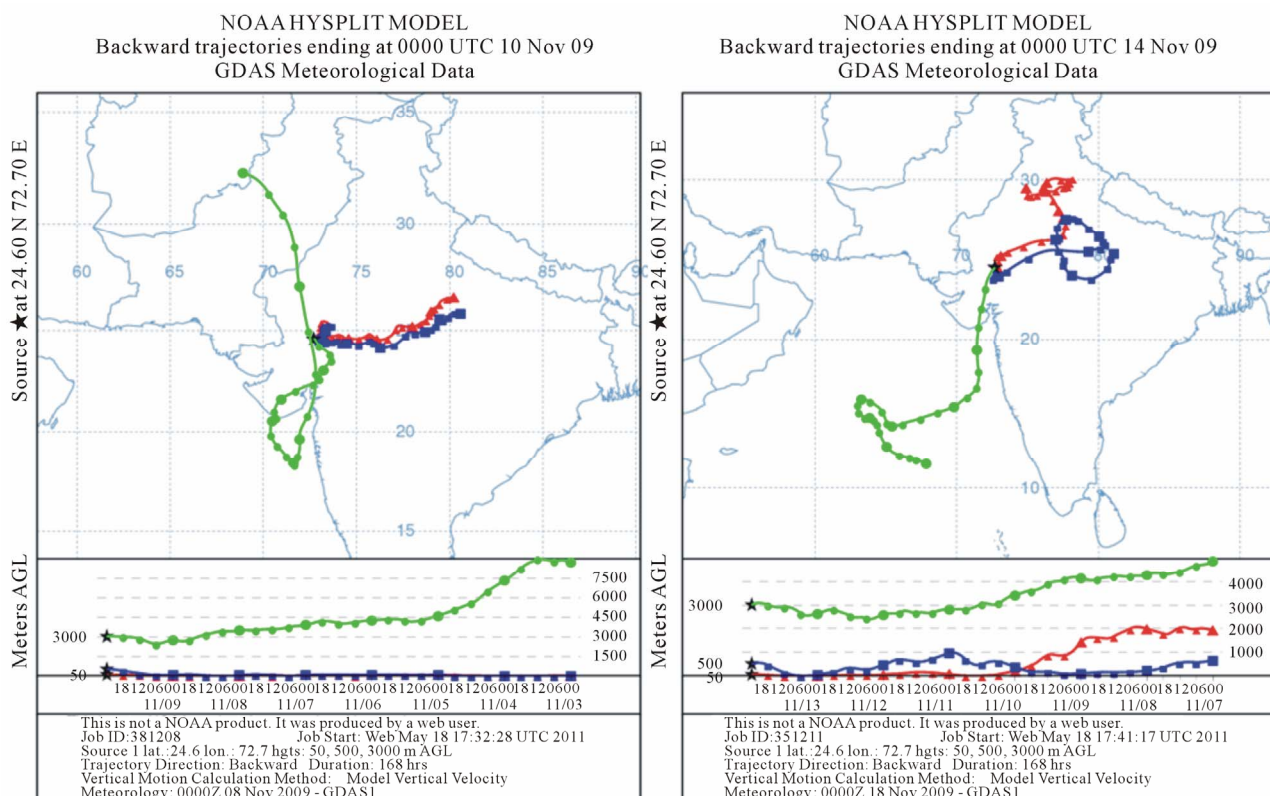 NOAA HYSPLIT MODEL
Backward trajectories ending at 0000 UTC 10 Nov 09
GDAS Meteorological Data
Source ★ at 24.60 N 72.70 E
35
30
60 65 70 75 80 85 90
20
15
Meters AGL
7500
6000
4500
3000 3000
1500
50
1812060018120600181206001812060018120600181206001812060 0
11/09 11/08 11/07 11/06 11/05 11/04 11/03
This is not a NOAA product. It was produced by a web user.
Job ID:381208 Job Start: Web May 18 17:32:28 UTC 2011
Source 1 lat.:24.6 lon.: 72.7 hgts: 50, 500, 3000 m AGL
Trajectory Direction: Backward Duration: 168 hrs
Vertical Motion Calculation Method: Model Vertical Velocity
Meteorology: 0000Z 08 Nov 2009 - GDAS1
NOAA HYSPLIT MODEL
Backward trajectories ending at 0000 UTC 14 Nov 09
GDAS Meteorological Data
Source ★ at 24.60 N 72.70 E
30
60 70 80 90
20
10
Meters AGL
4000
3000 3000
2000
1000
500
50
1812060018120600181206001812060018120600181206001812060 0
11/13 11/12 11/11 11/10 11/09 11/08 11/07
This is not a NOAA product. It was produced by a web user.
Job ID:351211 Job Start: Web May 18 17:41:17 UTC 2011
Source 1 lat.:24.6 lon.: 72.7 hgts: 50, 500, 3000 m AGL
Trajectory Direction: Backward Duration: 168 hrs
Vertical Motion Calculation Method: Model Vertical Velocity
Meteorology: 0000Z 18 Nov 2009 - GDAS1